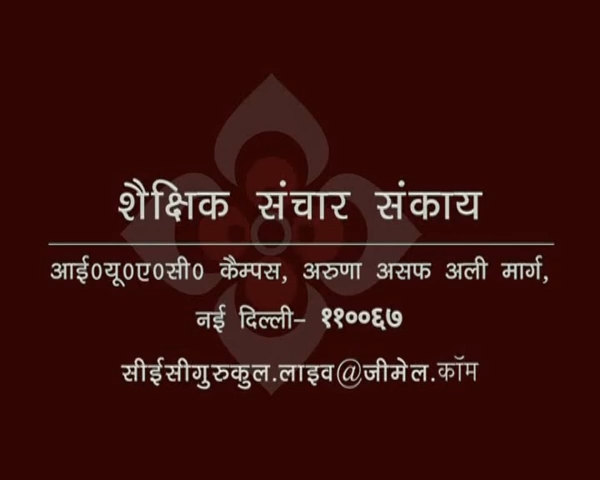 शैक्षिक संचार संकाय
आई०यू०ए०सी० कैम्पस, अरुणा असफ अली मार्ग,
नई दिल्ली- ११००६७
सीईसीगुरुकुल.लाइव@जीमेल.कॉम